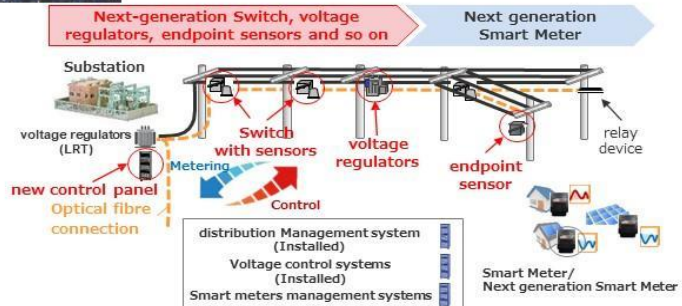 Next-generation Switch, voltage
regulators, endpoint sensors and so on
Next generation
Smart Meter
Substation
voltage regulators
(LRT)
new control panel
Optical fibre
connection
Metering
Control
Switch
with sensors
voltage
regulators
endpoint
sensor
relay
device
distribution Management system
(Installed)
Voltage control systems
(Installed)
Smart meters management systems
Smart Meter/
Next generation Smart Meter